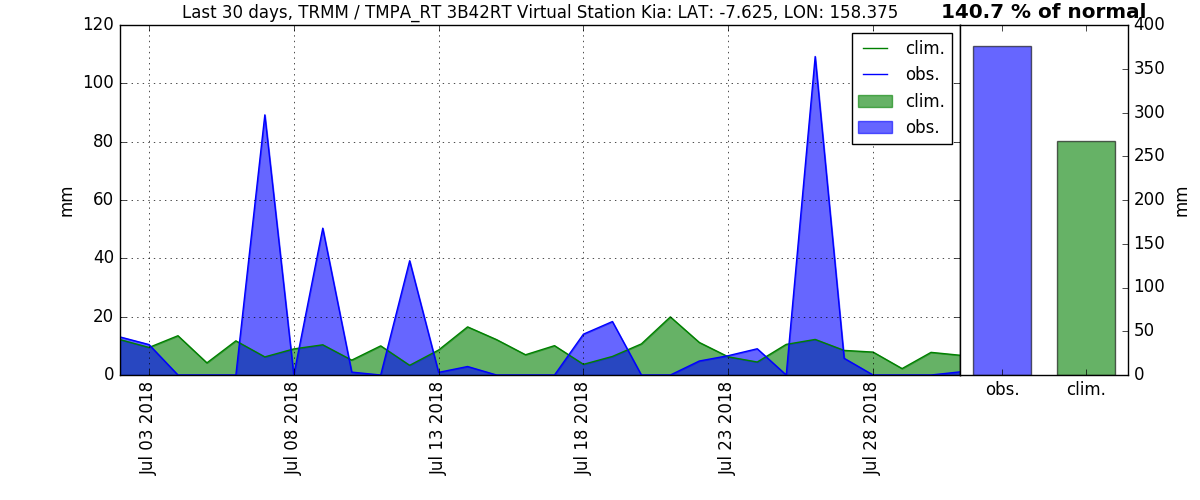 Last 30 days, TRMM / TMPA_RT 3B42RT Virtual Station Kia: LAT: -7.625, LON: 158.375
140.7 % of normal
120
100
80
60
40
20
0
mm
Jul 03 2018
Jul 08 2018
Jul 13 2018
Jul 18 2018
Jul 23 2018
Jul 28 2018
clim.
obs.
clim.
obs.
400
350
300
250
200
150
100
50
0
mm
obs.
clim.